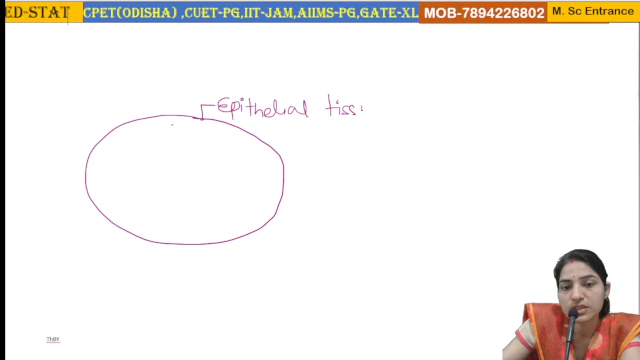 ED-STAT CPET(ODISHA) ,CUET-PG,IIT-JAM,AIIMS-PG,GATE-XL MOB-7894226802 M. Sc Entrance
Epithelial tiss